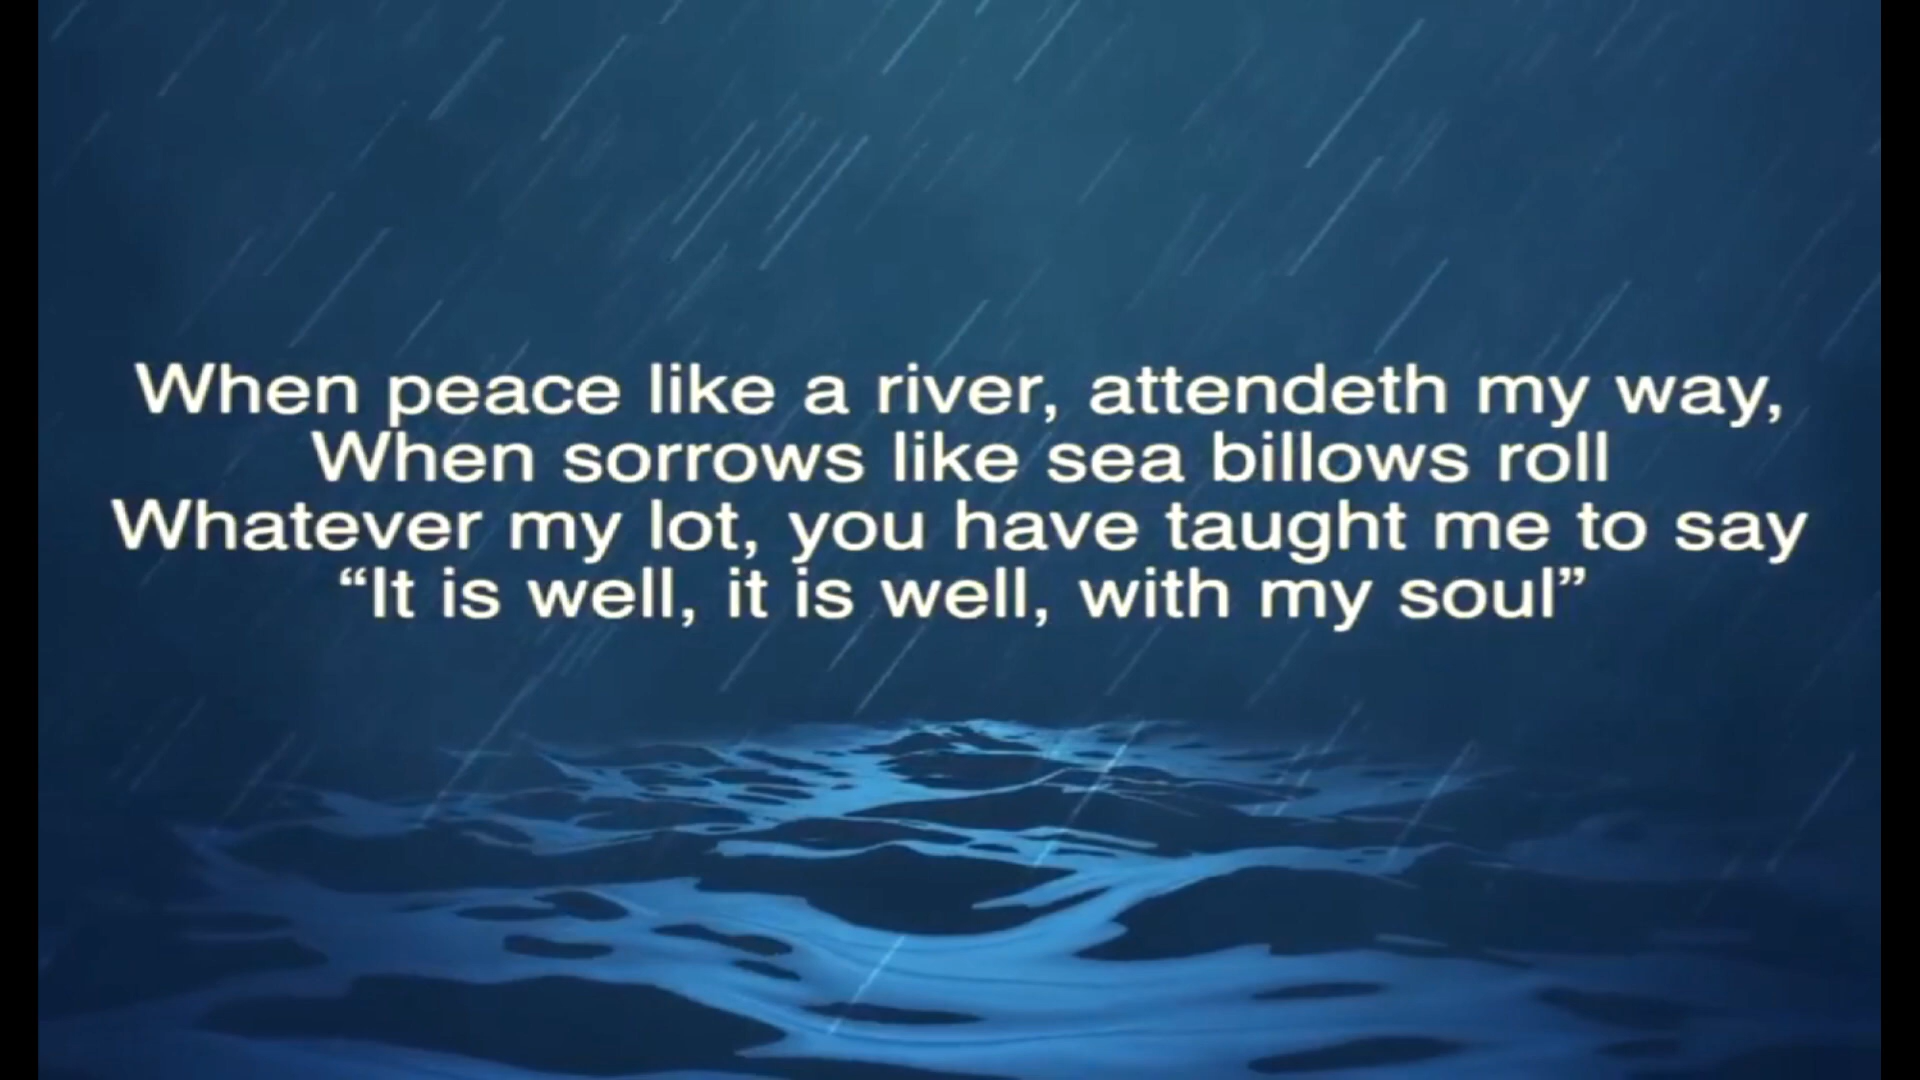 When peace like a river, attendeth my way,
When sorrows like sea billows roll
Whatever my lot, you have taught me to say
“It is well, it is well, with my soul”